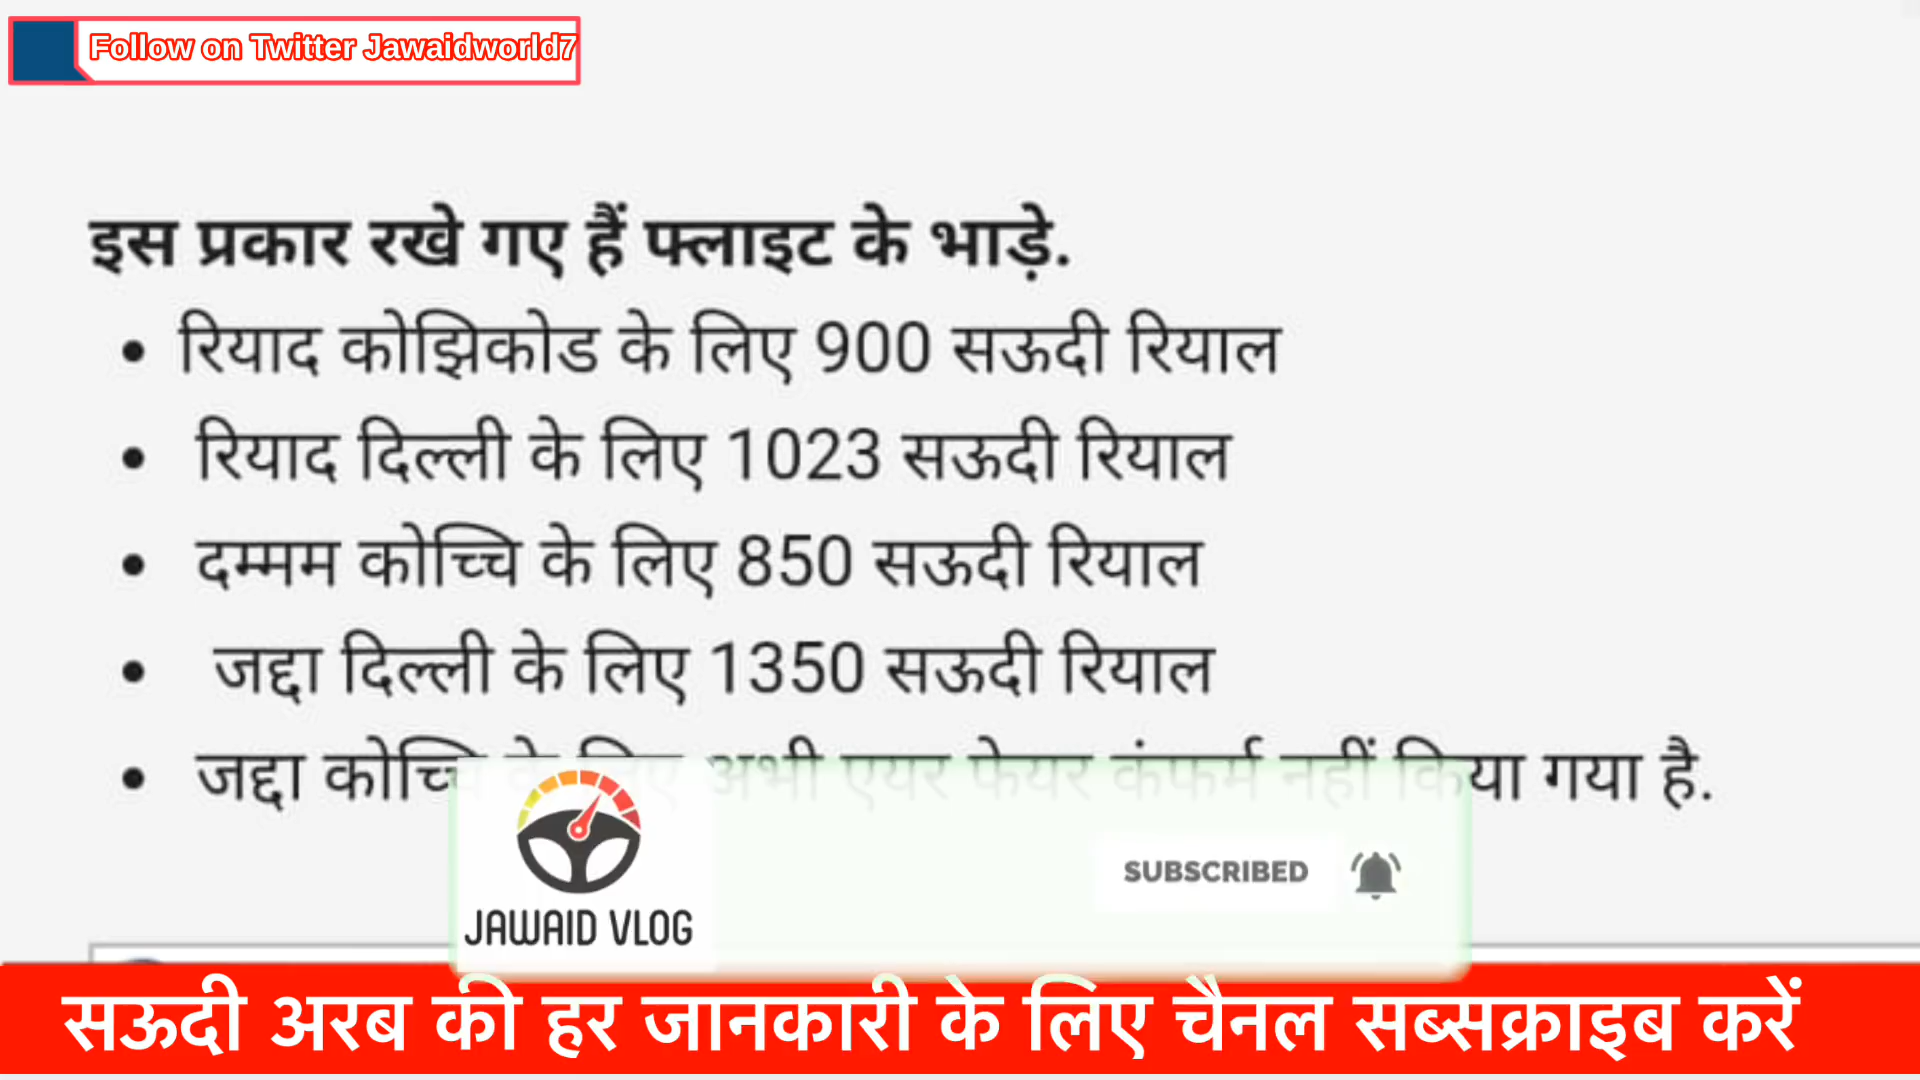 Follow on Twitter Jawaidworld7
इस प्रकार रखे गए हैं फ्लाइट के भाड़े.
• रियाद कोझिकोड के लिए 900 सऊदी रियाल
• रियाद दिल्ली के लिए 1023 सऊदी रियाल
• दम्मम कोच्चि के लिए 850 सऊदी रियाल
• जद्दा दिल्ली के लिए 1350 सऊदी रियाल
• जद्दा कोच्चि के लिए अभी एयर फेयर कंफर्म नहीं किया गया है.
JAWAID VLOG
SUBSCRIBED
सऊदी अरब की हर जानकारी के लिए चैनल सब्सक्राइब करें